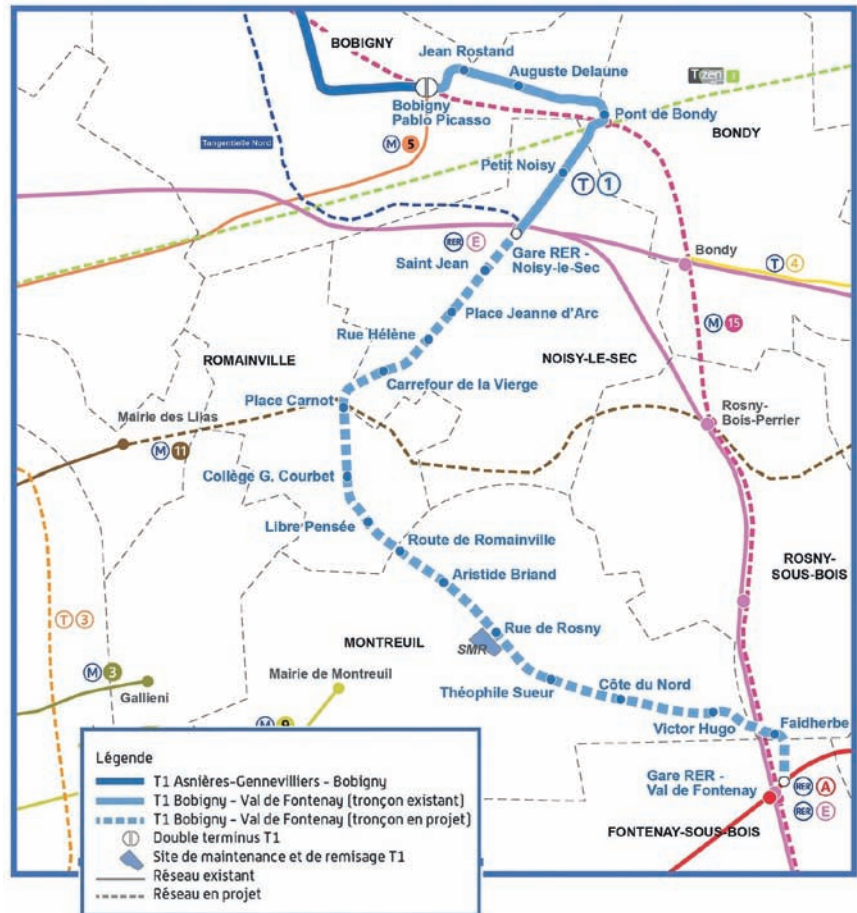 BOBIGNY
Jean Rostand
Auguste Delaune
T zen 3
Bobigny
Pablo Picasso
Pont de Bondy
BONDY
Tangentielle Nord
M 5
Petit Noisy
T 1
RER E
Gare RER -
Noisy-le-Sec
Bondy
T 4
Saint Jean
Place Jeanne d'Arc
M 15
Rue Hélène
ROMAINVILLE
NOISY-LE-SEC
Carrefour de la Vierge
Place Carnot
Mairie des Lilas
Rosny-
Bois-Perrier
M 11
Collège G. Courbet
Libre Pensée
Route de Romainville
Aristide Briand
ROSNY-
SOUS-BOIS
T 3
Rue de Rosny
MONTREUIL
SMR
M 3
Mairie de Montreuil
Gallieni
Théophile Sueur
Côte du Nord
Victor Hugo
Faidherbe
M 9
Gare RER -
Val de Fontenay
RER A
RER E
FONTENAY-SOUS-BOIS
Légende
T1 Asnières-Gennevilliers - Bobigny
T1 Bobigny - Val de Fontenay (tronçon existant)
T1 Bobigny - Val de Fontenay (tronçon en projet)
Double terminus T1
Site de maintenance et de remisage T1
Réseau existant
Réseau en projet